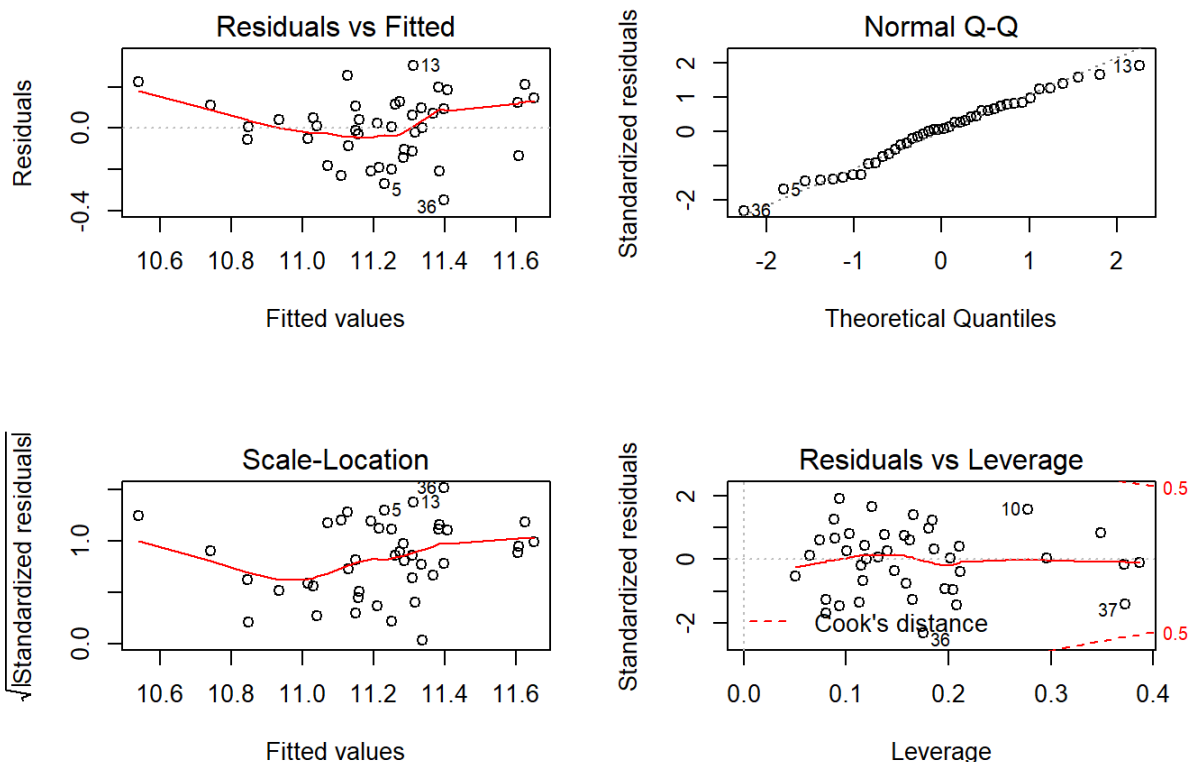 Residuals vs Fitted
Residuals
0.0
-0.4
13
5
36
10.6 10.8 11.0 11.2 11.4 11.6
Fitted values
Normal Q-Q
Standardized residuals
2
1
0
-2
13
5
36
-2 -1 0 1 2
Theoretical Quantiles
Scale-Location
√|Standardized residuals|
1.0
0.0
36
13
5
10.6 10.8 11.0 11.2 11.4 11.6
Fitted values
Residuals vs Leverage
Standardized residuals
2
1
0
-2
0.5
10
37
0.5
Cook's distance
36
0.0 0.1 0.2 0.3 0.4
Leverage